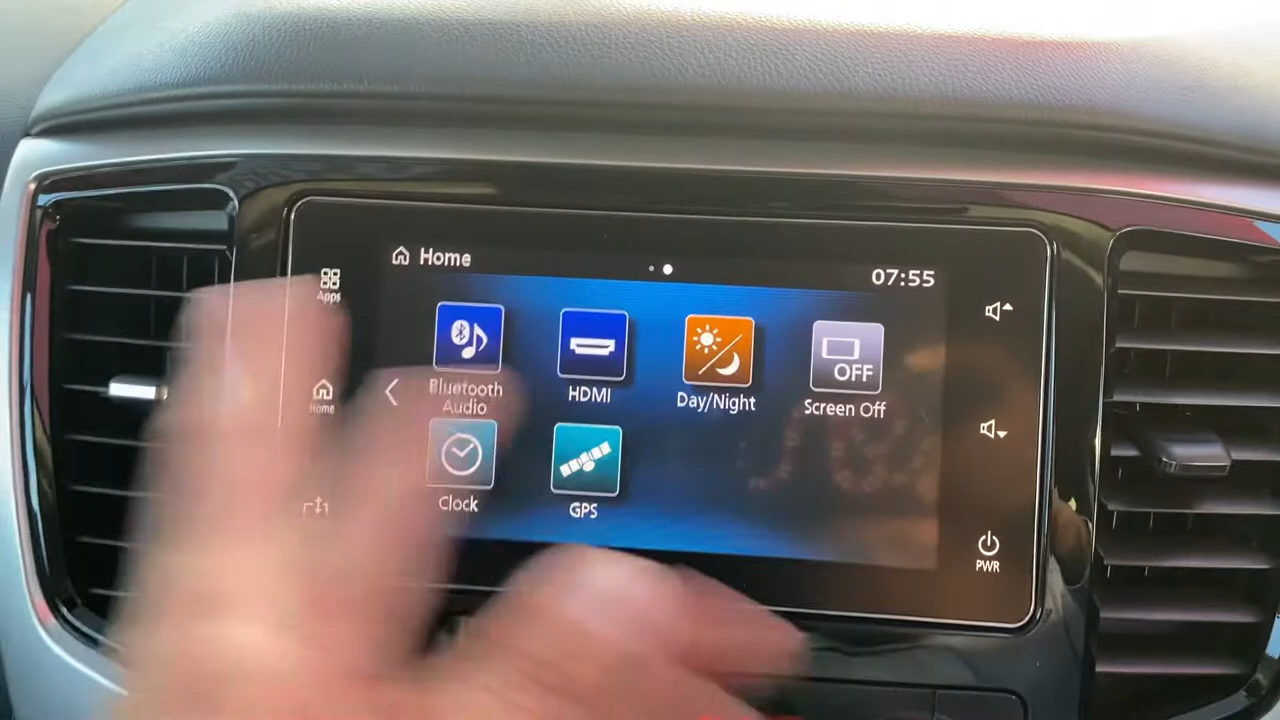 Home
07:55
Apps
Bluetooth
Audio
HDMI
Day/Night
OFF
Screen Off
Home
Clock
GPS
PWR